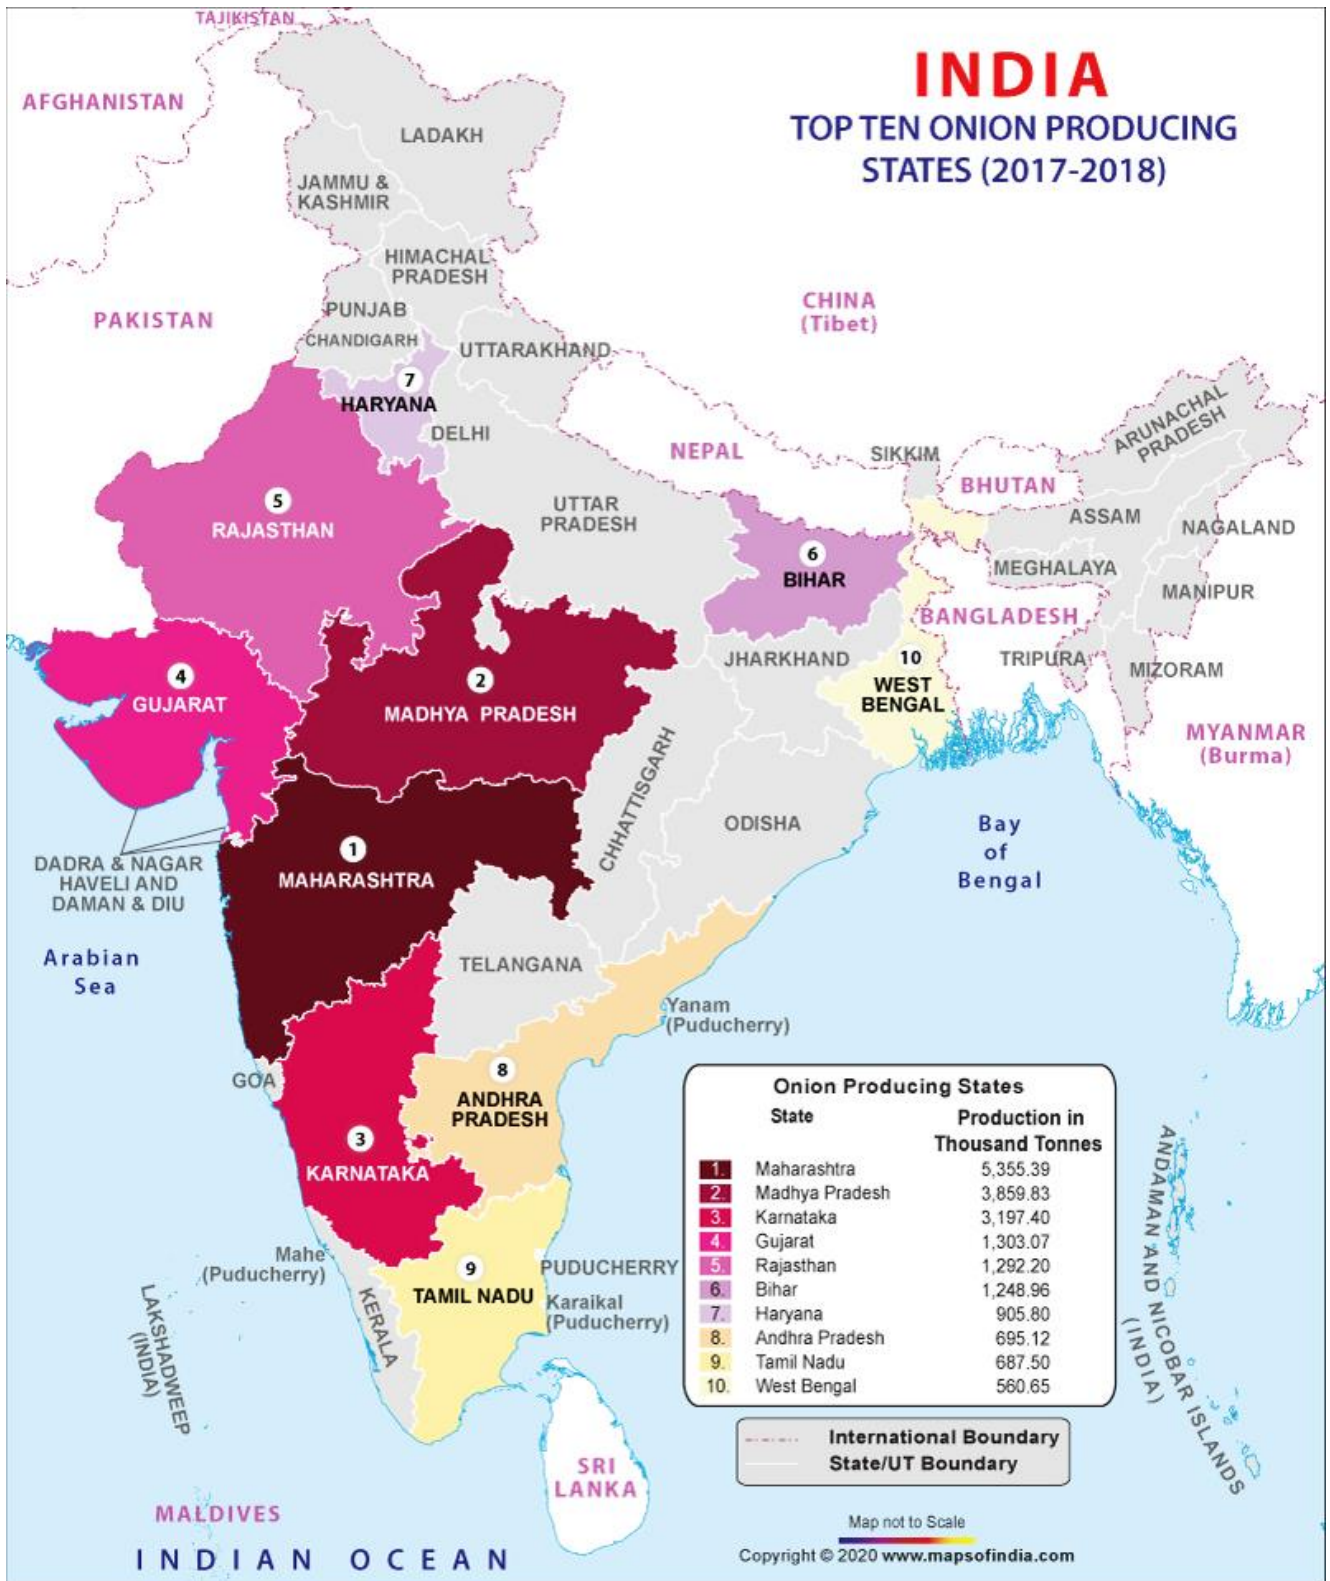 TAJIKISTAN
INDIA
TOP TEN ONION PRODUCING
STATES (2017-2018)
AFGHANISTAN
LADAKH
JAMMU &
KASHMIR
HIMACHAL
PRADESH
PAKISTAN
PUNJAB
CHANDIGARH
UTTARAKHAND
CHINA
(Tibet)
7
HARYANA
DELHI
NEPAL
SIKKIM
BHUTAN
ARUNACHAL
PRADESH
5
RAJASTHAN
UTTAR
PRADESH
6
BIHAR
ASSAM
NAGALAND
MEGHALAYA
MANIPUR
BANGLADESH
4
GUJARAT
2
MADHYA PRADESH
JHARKHAND
10
WEST
BENGAL
TRIPURA
MIZORAM
MYANMAR
(Burma)
CHHATTISGARH
ODISHA
Bay
of
Bengal
DADRA & NAGAR
HAVELI AND
DAMAN & DIU
1
MAHARASHTRA
Arabian
Sea
TELANGANA
Yanam
(Puducherry)
GOA
8
ANDHRA
PRADESH
3
KARNATAKA
Mahe
(Puducherry)
KERALA
9
TAMIL NADU
PUDUCHERRY
Karaikal
(Puducherry)
LAKSHADWEEP
(INDIA)
ANDAMAN AND NICOBAR ISLANDS
(INDIA)
Onion Producing States
State Production in
Thousand Tonnes
1. Maharashtra 5,355.39
2. Madhya Pradesh 3,859.83
3. Karnataka 3,197.40
4. Gujarat 1,303.07
5. Rajasthan 1,292.20
6. Bihar 1,248.96
7. Haryana 905.80
8. Andhra Pradesh 695.12
9. Tamil Nadu 687.50
10. West Bengal 560.65
International Boundary
State/UT Boundary
SRI
LANKA
MALDIVES
INDIAN OCEAN
Map not to Scale
Copyright © 2020 www.mapsofindia.com